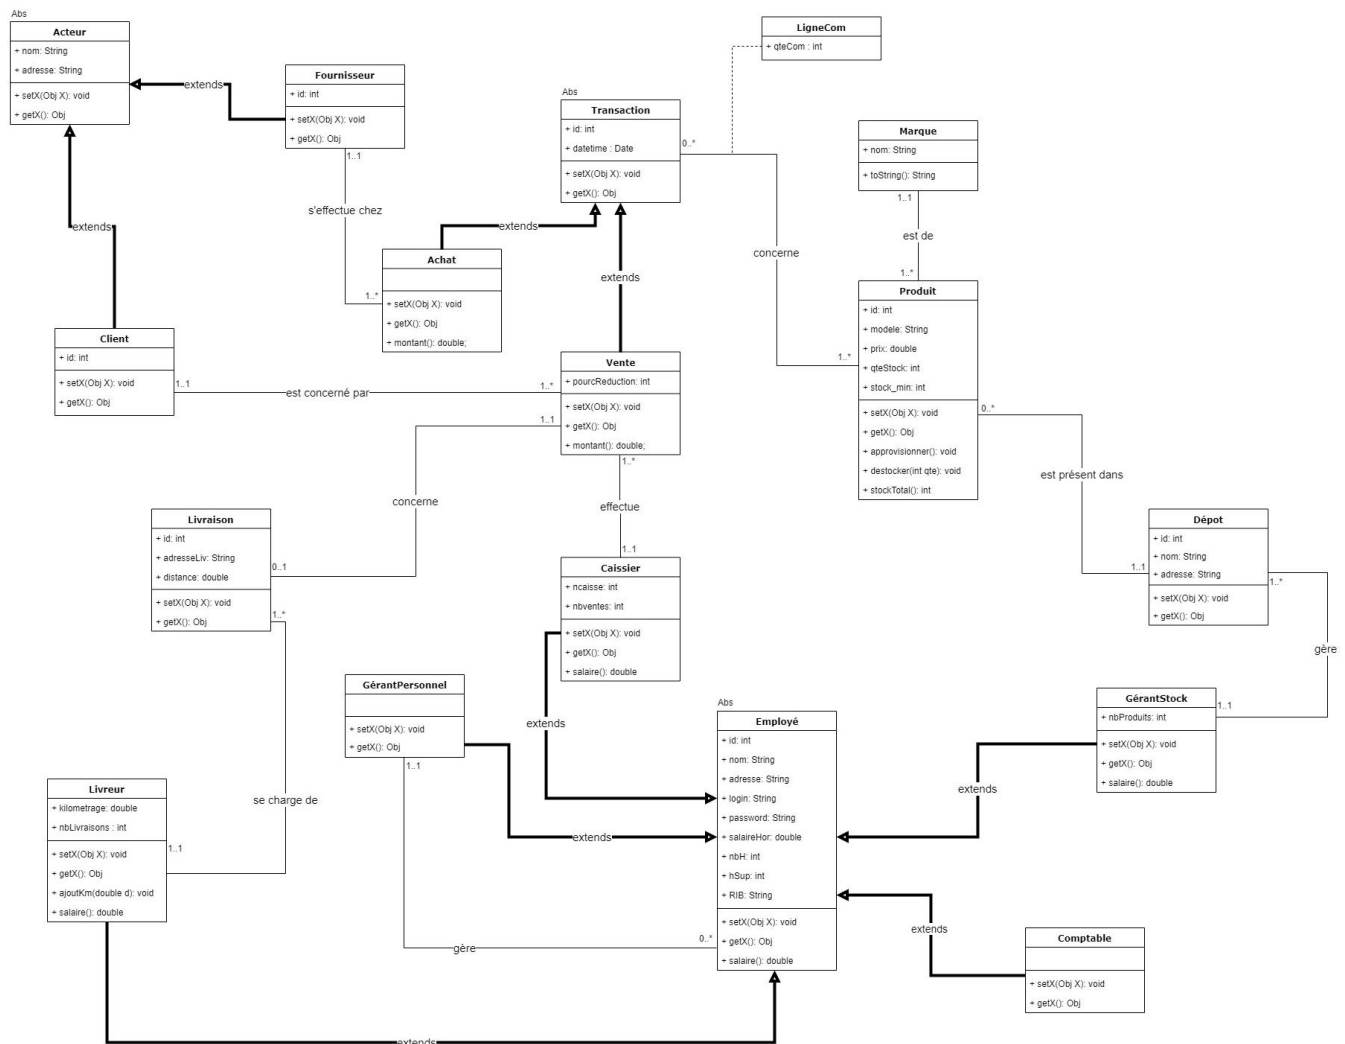 Abs
Acteur
+ nom: String
+ adresse: String
+ setX(Obj X): void
+ getX(): Obj
extends
Fournisseur
+ id: int
+ setX(Obj X): void
+ getX(): Obj
1..1
s'effectue chez
1..*
extends
Achat
+ setX(Obj X): void
+ getX(): Obj
+ montant(): double;
extends
Abs
Transaction
+ id: int
+ datetime : Date
+ setX(Obj X): void
+ getX(): Obj
0..*
LigneCom
+ qteCom : int
concerne
1..*
Marque
+ nom: String
+ toString(): String
1..1
est de
1..*
Produit
+ id: int
+ modele: String
+ prix: double
+ qteStock: int
+ stock_min: int
+ setX(Obj X): void
+ getX(): Obj
+ approvisionner(): void
+ destocker(int qte): void
+ stockTotal(): int
0..*
est présent dans
1..1
extends
Client
+ id: int
+ setX(Obj X): void
+ getX(): Obj
1..1
est concerné par
1..*
Vente
+ pourcReduction: int
+ setX(Obj X): void
+ getX(): Obj
+ montant(): double;
1..1
1..*
concerne
effectue
0..1
1..1
Livraison
+ id: int
+ adresseLiv: String
+ distance: double
+ setX(Obj X): void
+ getX(): Obj
1..*
Caissier
+ ncaisse: int
+ nbventes: int
+ setX(Obj X): void
+ getX(): Obj
+ salaire(): double
extends
Dépot
+ id: int
+ nom: String
+ adresse: String
+ setX(Obj X): void
+ getX(): Obj
1..*
gère
1..1
GérantPersonnel
+ setX(Obj X): void
+ getX(): Obj
1..1
extends
gère
0..*
Abs
Employé
+ id: int
+ nom: String
+ adresse: String
+ login: String
+ password: String
+ salaireHor: double
+ nbH: int
+ hSup: int
+ RIB: String
+ setX(Obj X): void
+ getX(): Obj
+ salaire(): double
GérantStock
+ nbProduits: int
+ setX(Obj X): void
+ getX(): Obj
+ salaire(): double
extends
se charge de
1..1
Livreur
+ kilometrage: double
+ nbLivraisons : int
+ setX(Obj X): void
+ getX(): Obj
+ ajoutKm(double d): void
+ salaire(): double
extends
extends
Comptable
+ setX(Obj X): void
+ getX(): Obj